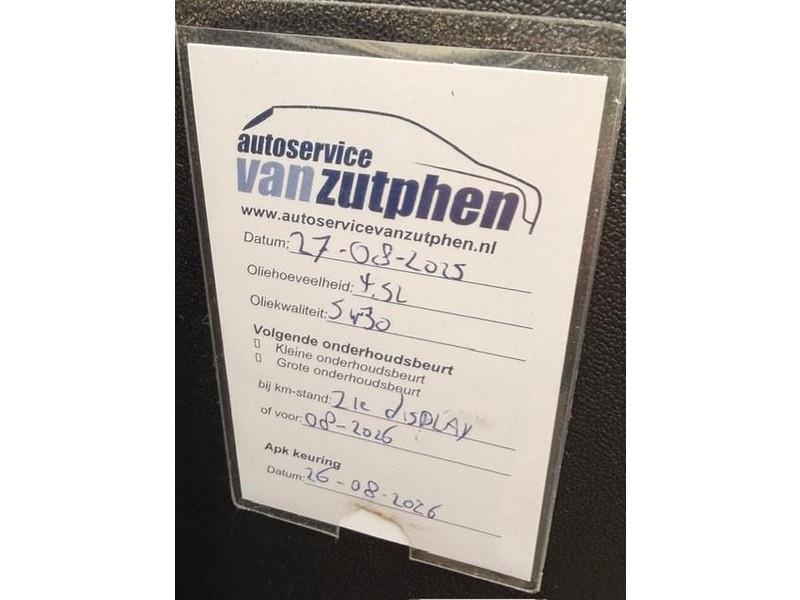 autoservice
vanzutphen
www.autoservicevanzutphen.nl
Datum: 27-08-2025
Oliehoeveelheid: 4.5L
Oliekwaliteit: 5W30
Volgende onderhoudsbeurt
Kleine onderhoudsbeurt
Grote onderhoudsbeurt
bij km-stand: Zie DISPLAY
of voor: 08-2026
Apk keuring
Datum: 26-08-2026